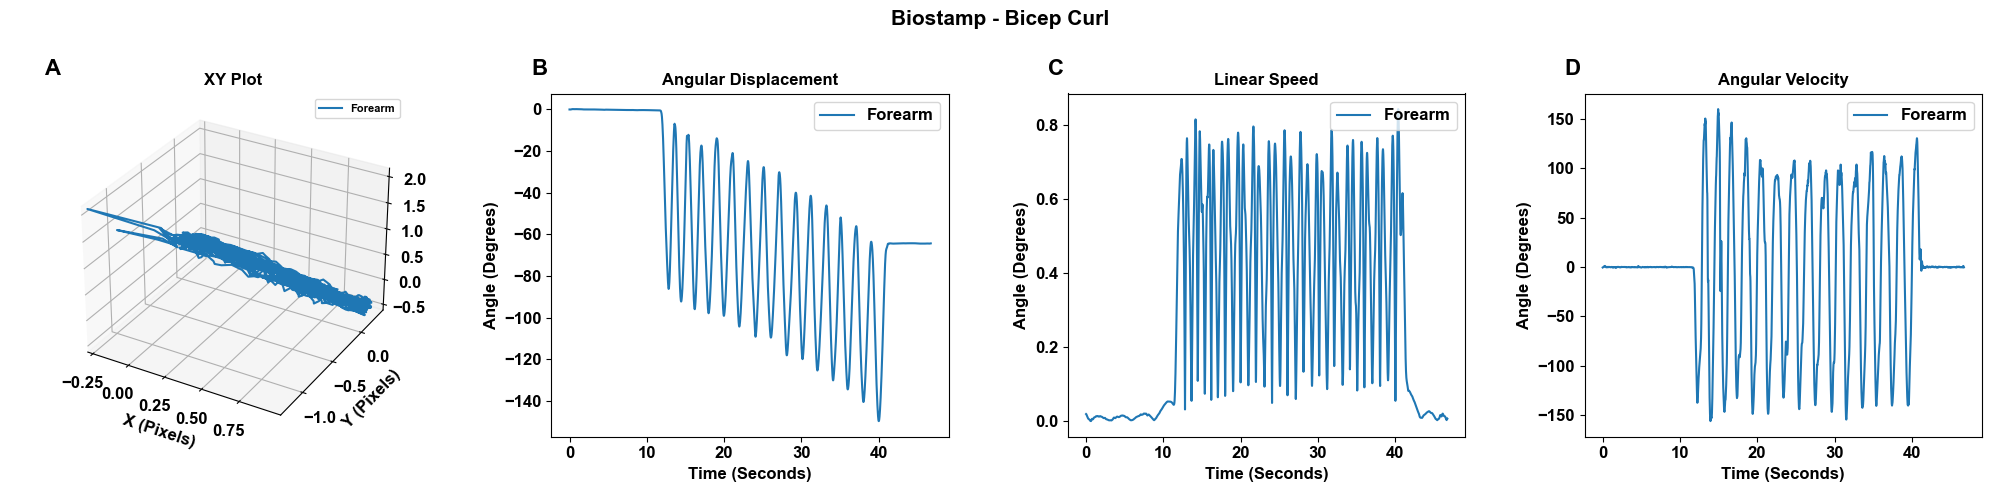 Biostamp - Bicep Curl
A
XY Plot
Forearm
2.0
1.5
1.0
0.5
0.0
−0.5
−0.25
0.00
0.25
0.50
0.75
X (Pixels)
0.0
−0.5
−1.0
Y (Pixels)
B
Angular Displacement
Forearm
Angle (Degrees)
0
−20
−40
−60
−80
−100
−120
−140
0
10
20
30
40
Time (Seconds)
C
Linear Speed
Forearm
Angle (Degrees)
0.8
0.6
0.4
0.2
0.0
0
10
20
30
40
Time (Seconds)
D
Angular Velocity
Forearm
Angle (Degrees)
150
100
50
0
−50
−100
−150
0
10
20
30
40
Time (Seconds)